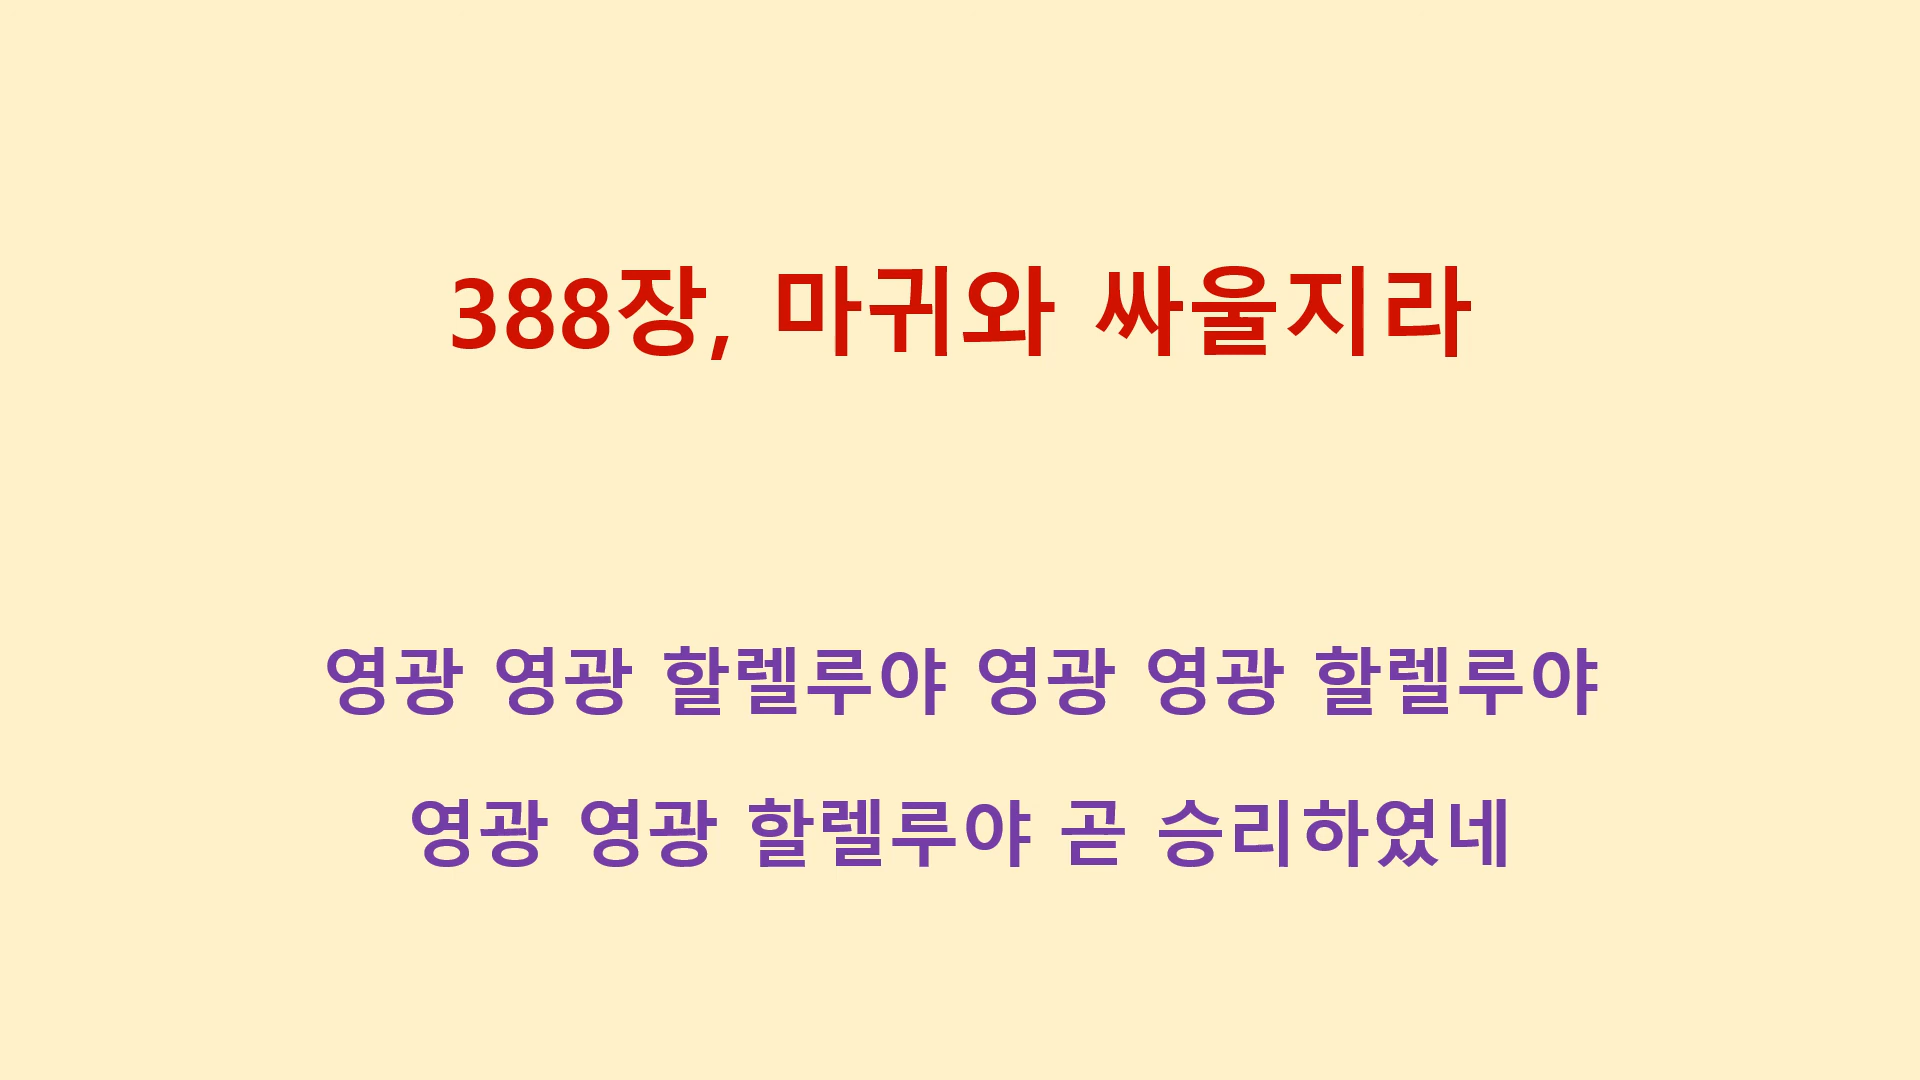 388장, 마귀와 싸울지라
영광 영광 할렐루야 영광 영광 할렐루야
영광 영광 할렐루야 곧 승리하였네